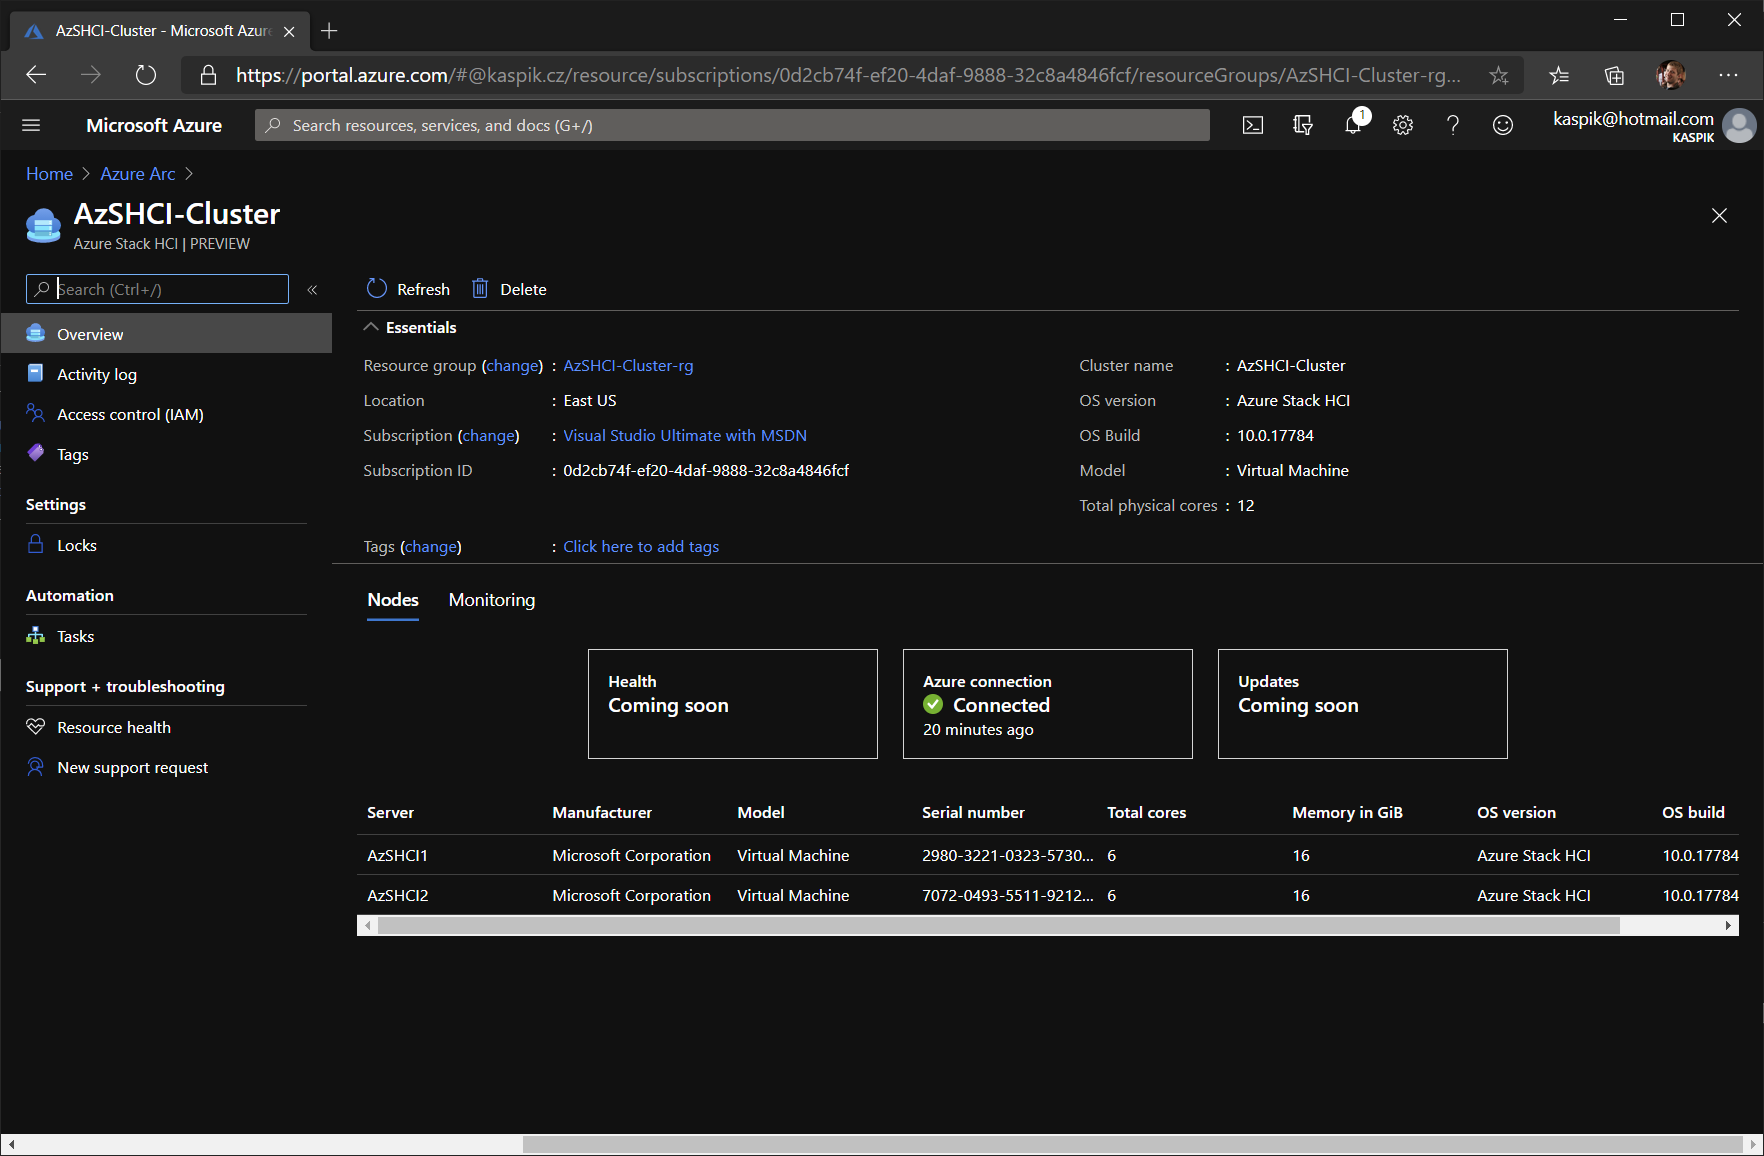 AzSHCI-Cluster - Microsoft Azure
https://portal.azure.com/#@kaspik.cz/resource/subscriptions/0d2cb74f-ef20-4daf-9888-32c8a4846fcf/resourceGroups/AzSHCI-Cluster-rg...
Microsoft Azure
Search resources, services, and docs (G+/)
1
kaspik@hotmail.com
KASPIK
Home > Azure Arc >
AzSHCI-Cluster
Azure Stack HCI | PREVIEW
Search (Ctrl+/)
«
Overview
Activity log
Access control (IAM)
Tags
Settings
Locks
Automation
Tasks
Support + troubleshooting
Resource health
New support request
Refresh Delete
Essentials
Resource group (change) : AzSHCI-Cluster-rg
Location : East US
Subscription (change) : Visual Studio Ultimate with MSDN
Subscription ID : 0d2cb74f-ef20-4daf-9888-32c8a4846fcf
Cluster name : AzSHCI-Cluster
OS version : Azure Stack HCI
OS Build : 10.0.17784
Model : Virtual Machine
Total physical cores : 12
Tags (change) : Click here to add tags
Nodes Monitoring
Health
Coming soon
Azure connection
Connected
20 minutes ago
Updates
Coming soon
Server Manufacturer Model Serial number Total cores Memory in GiB OS version OS build
AzSHCI1 Microsoft Corporation Virtual Machine 2980-3221-0323-5730... 6 16 Azure Stack HCI 10.0.17784
AzSHCI2 Microsoft Corporation Virtual Machine 7072-0493-5511-9212... 6 16 Azure Stack HCI 10.0.17784